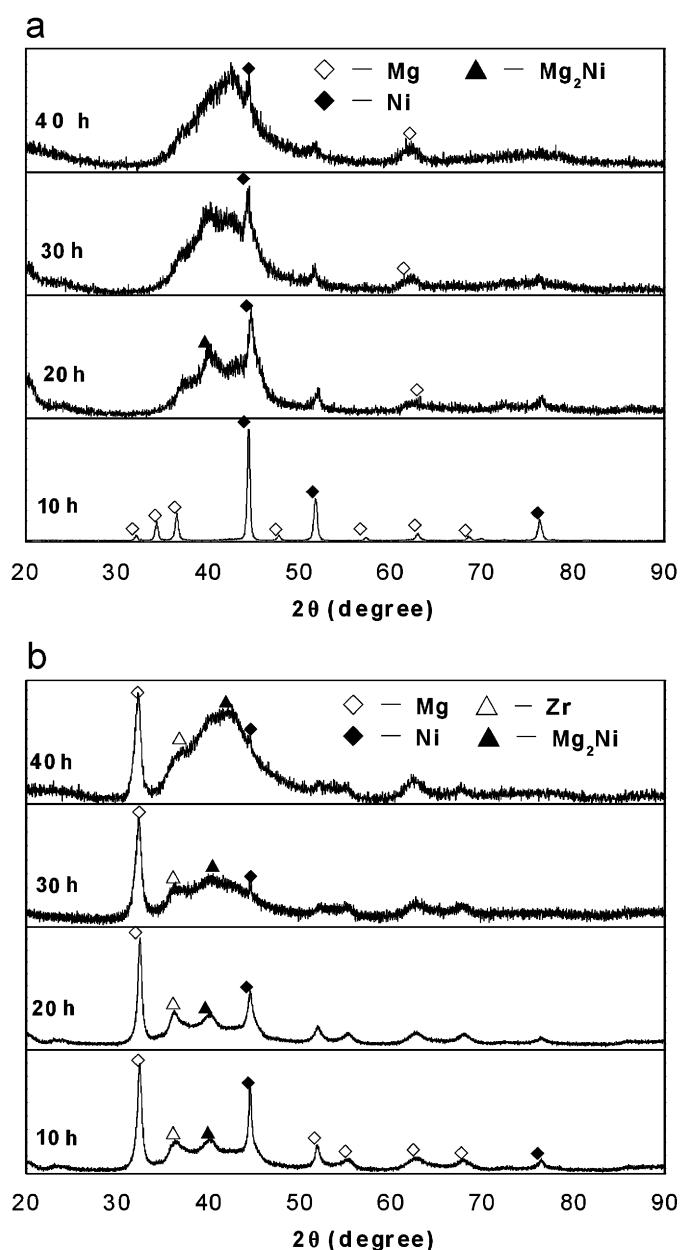 a
◇ — Mg ▲ — Mg₂Ni
◆ — Ni
40 h
30 h
20 h
10 h
20 30 40 50 60 70 80 90
2θ (degree)
b
◇ — Mg △ — Zr
◆ — Ni ▲ — Mg₂Ni
40 h
30 h
20 h
10 h
20 30 40 50 60 70 80 90
2θ (degree)